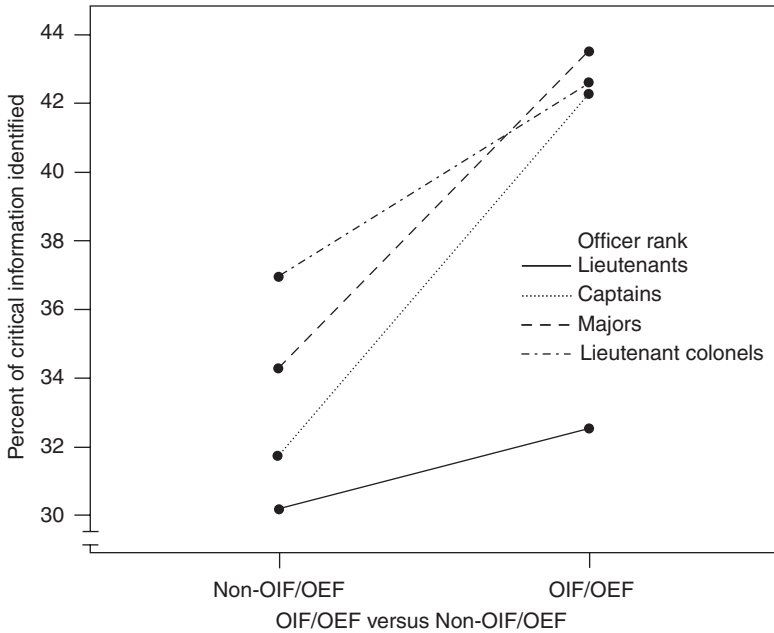 Percent of critical information identified
44
42
40
38
36
34
32
30
Officer rank
Lieutenants
Captains
Majors
Lieutenant colonels
Non-OIF/OEF
OIF/OEF
OIF/OEF versus Non-OIF/OEF